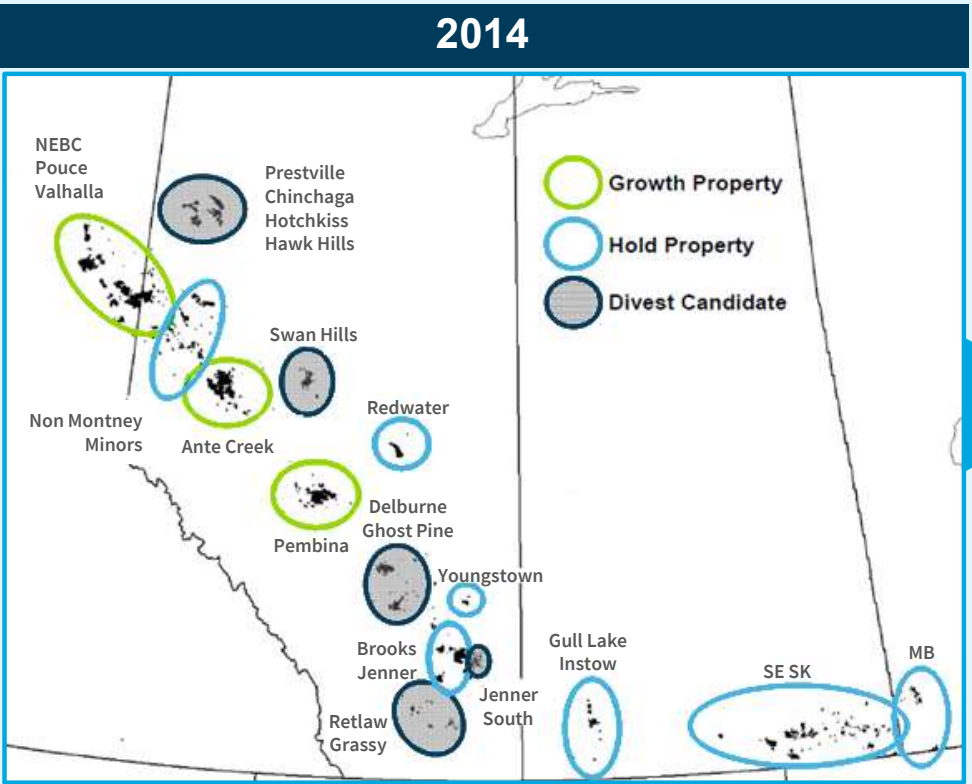 2014
NEBC
Pouce
Valhalla
Prestville
Chinchaga
Hotchkiss
Hawk Hills
Growth Property
Hold Property
Divest Candidate
Swan Hills
Non Montney
Minors
Ante Creek
Redwater
Pembina
Delburne
Ghost Pine
Youngstown
Brooks
Jenner
Jenner
South
Retlaw
Grassy
Gull Lake
Instow
SE SK
MB